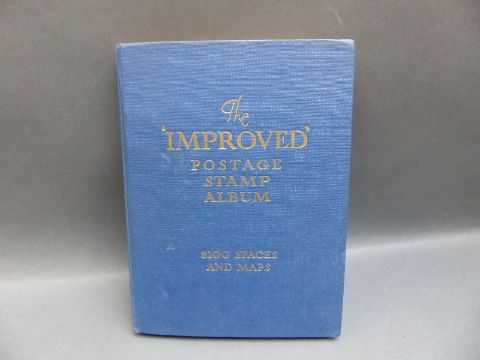 The
'IMPROVED'
POSTAGE
STAMP
ALBUM
8100 SPACES
AND MAPS